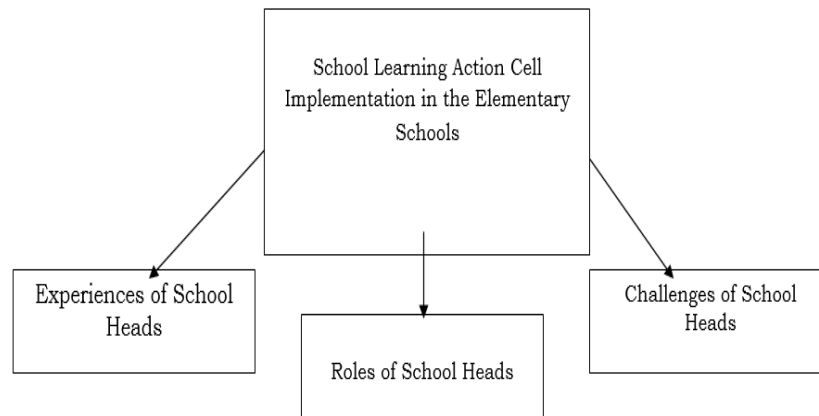 School Learning Action Cell
Implementation in the Elementary
Schools
Experiences of School
Heads
Roles of School Heads
Challenges of School
Heads